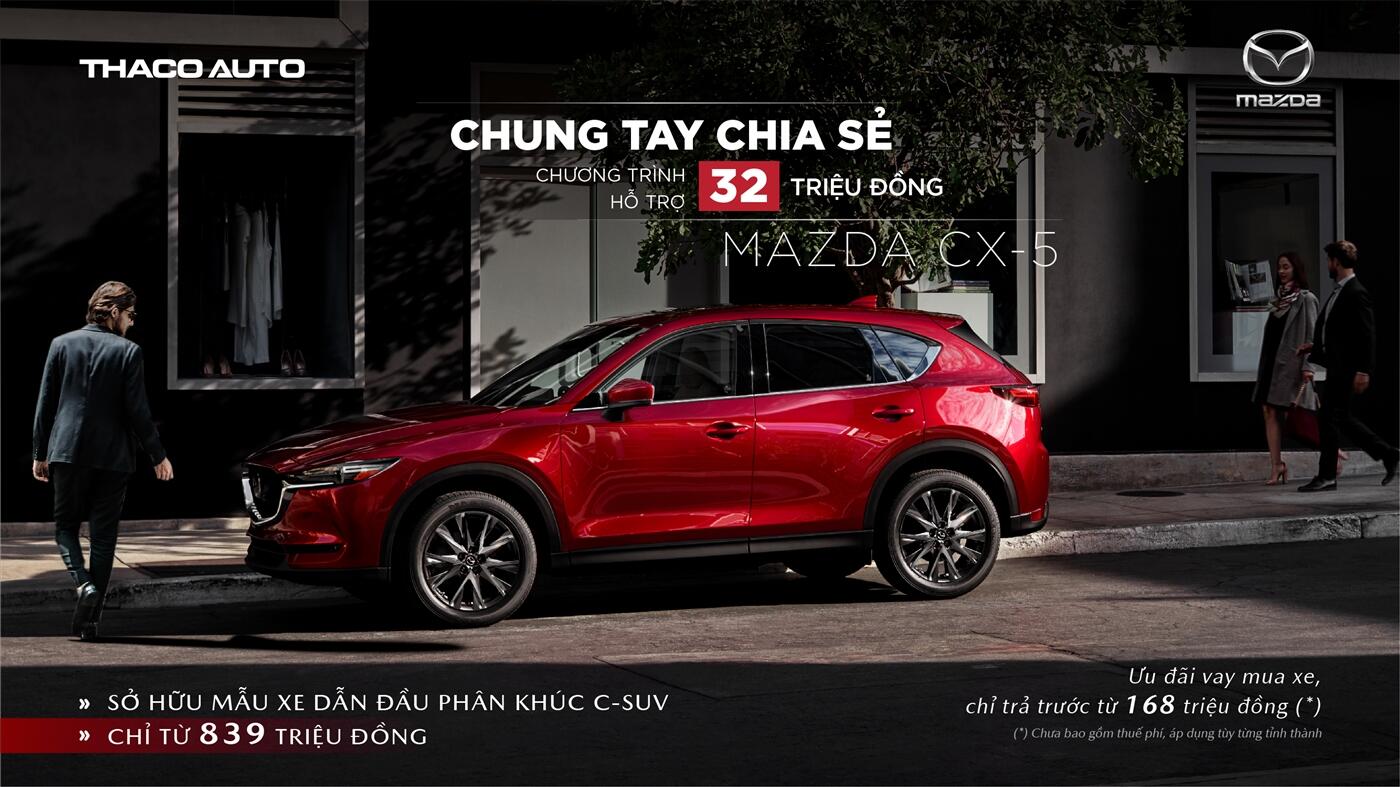 THACO AUTO
mazda
CHUNG TAY CHIA SẺ
CHƯƠNG TRÌNH
HỖ TRỢ
32 TRIỆU ĐỒNG
MAZDA CX-5
» SỞ HỮU MẪU XE DẪN ĐẦU PHÂN KHÚC C-SUV
» CHỈ TỪ 839 TRIỆU ĐỒNG
Ưu đãi vay mua xe,
chỉ trả trước từ 168 triệu đồng (*)
(*) Chưa bao gồm thuế phí, áp dụng tùy từng tỉnh thành